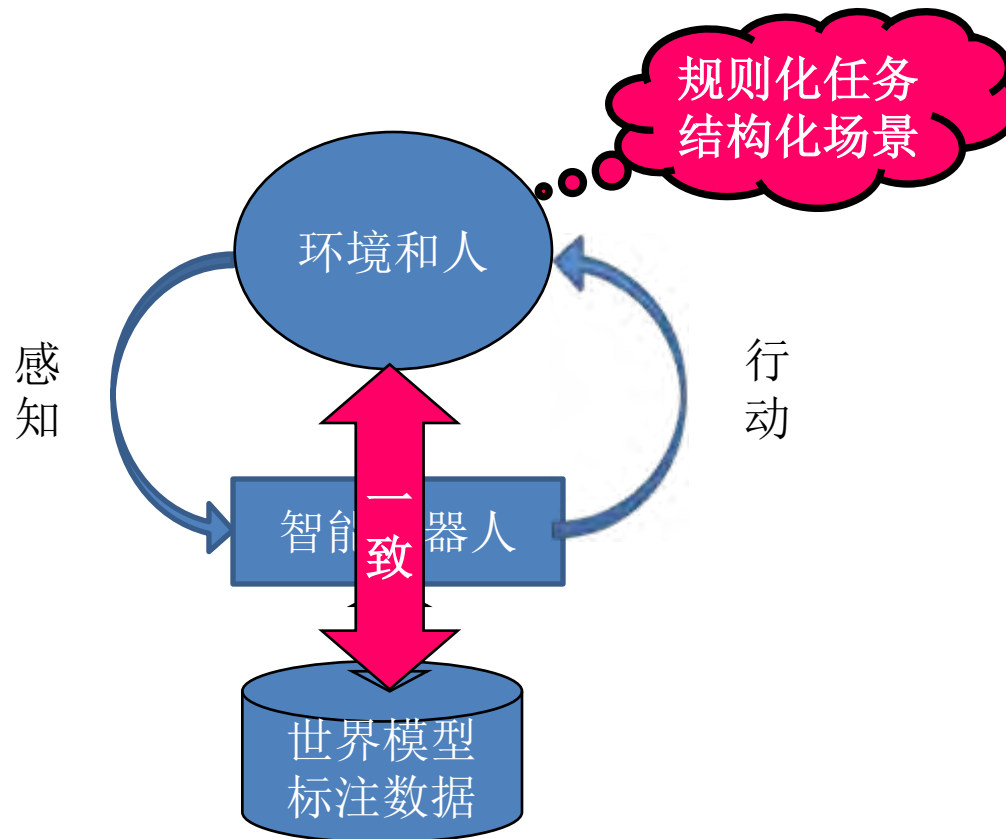 规则化任务
结构化场景
环境和人
感
知
行
动
智能
器人
一
致
世界模型
标注数据